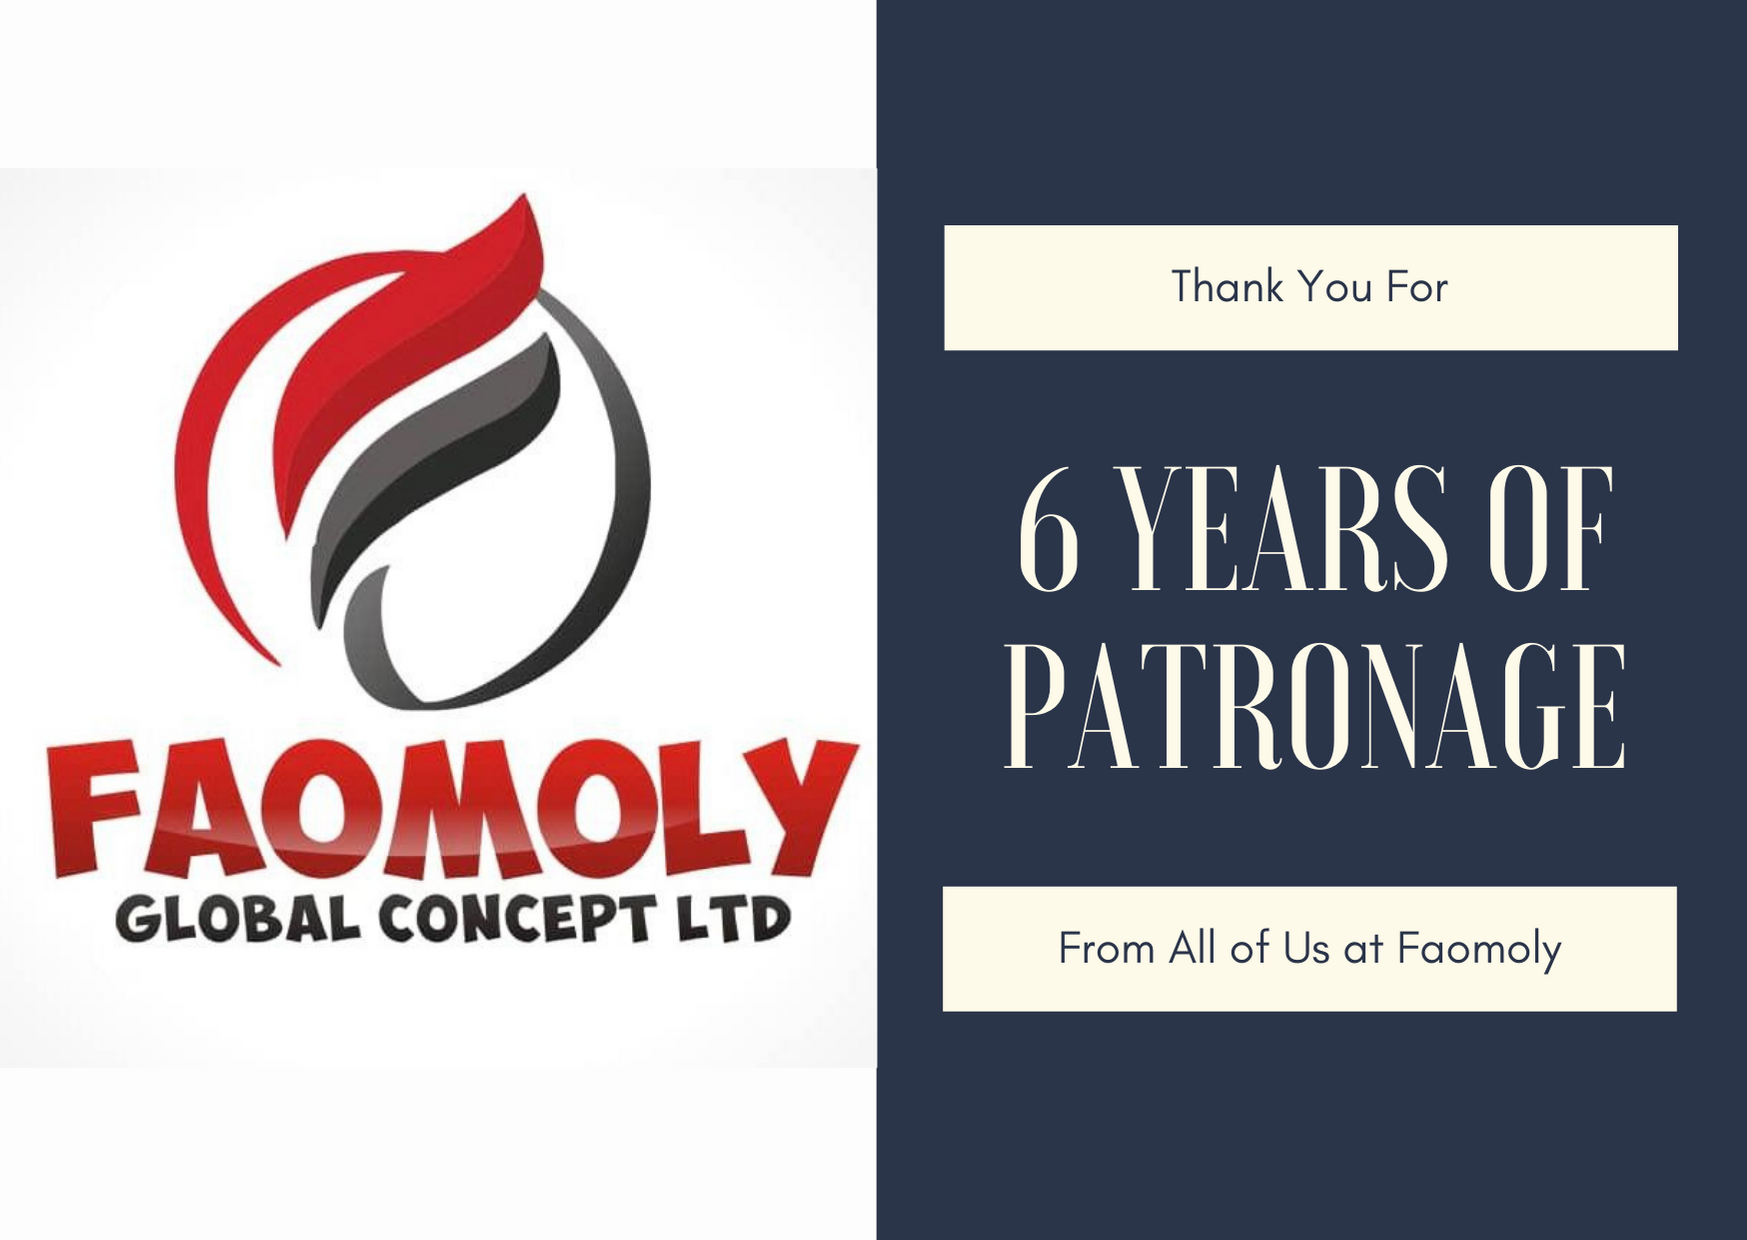 FAOMOLY
GLOBAL CONCEPT LTD
Thank You For
6 YEARS OF
PATRONAGE
From All of Us at Faomoly